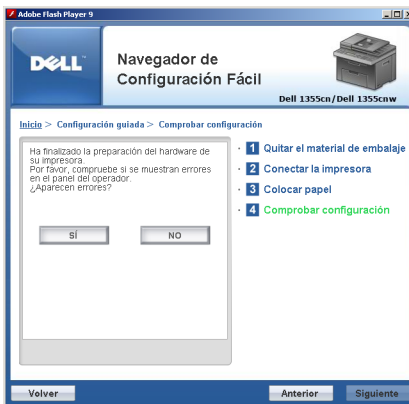 Adobe Flash Player 9
DELL™
Navegador de
Configuración Fácil
Dell 1355cn/Dell 1355cnw
Inicio > Configuración guiada > Comprobar configuración
Ha finalizado la preparación del hardware de
su impresora.
Por favor, compruebe si se muestran errores
en el panel del operador.
¿Aparecen errores?
SÍ
NO
1 Quitar el material de embalaje
2 Conectar la impresora
3 Colocar papel
4 Comprobar configuración
Volver
Anterior
Siguiente